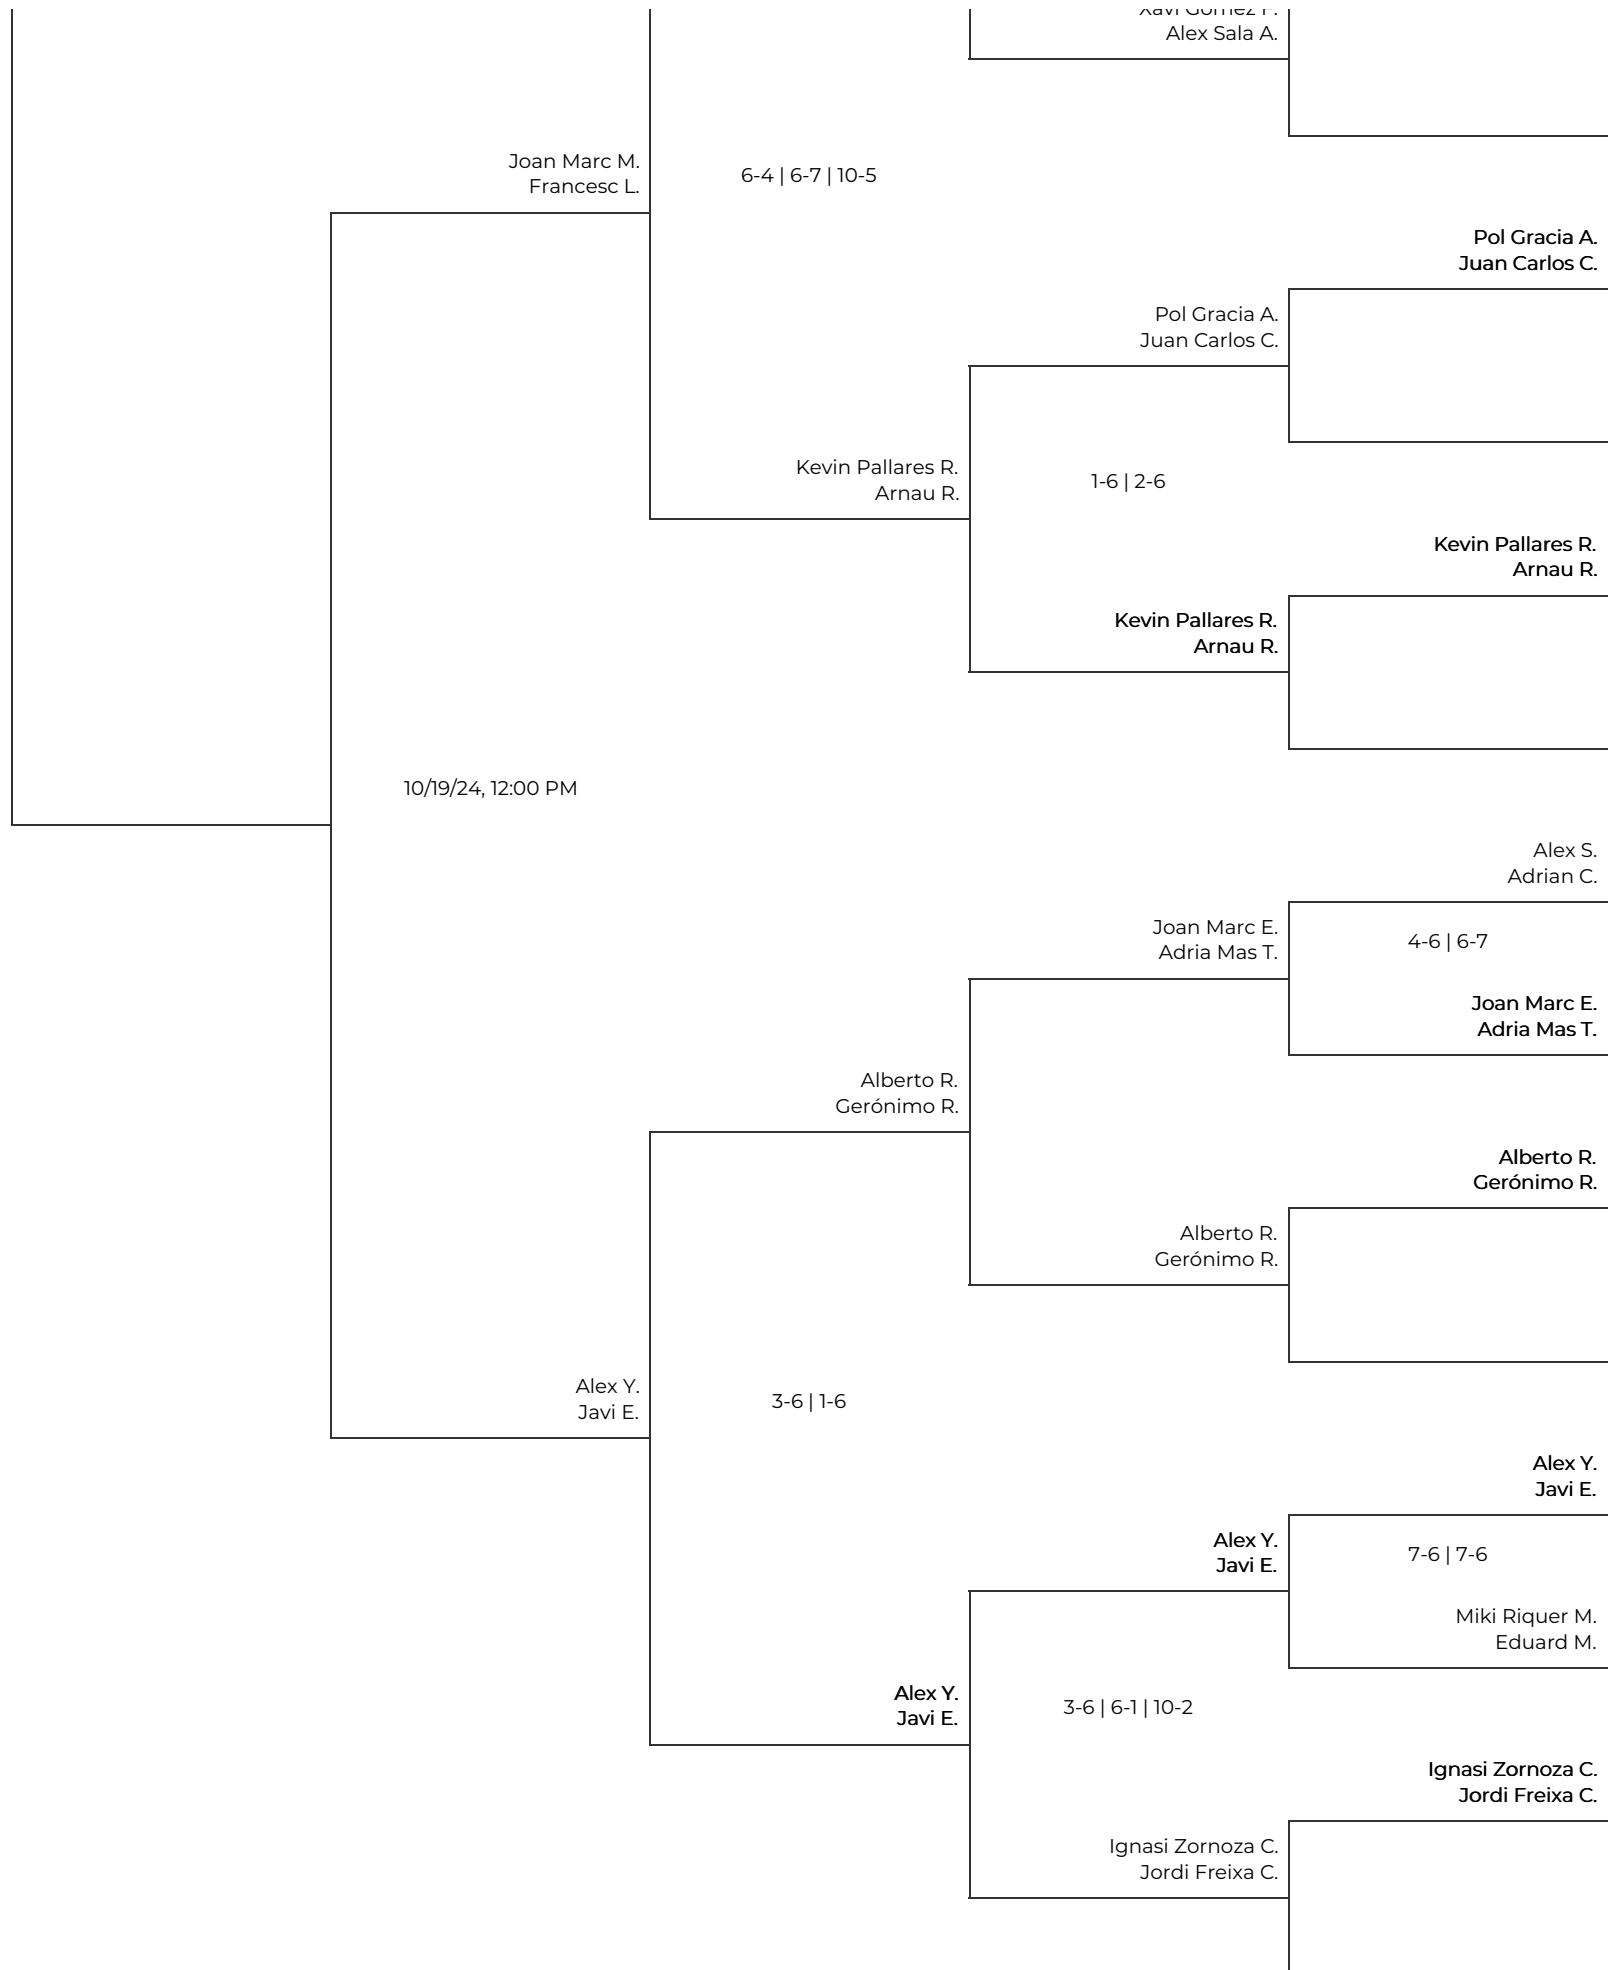 Xavi Gomez F.
Alex Sala A.
Joan Marc M.
Francesc L.
6-4 | 6-7 | 10-5
Pol Gracia A.
Juan Carlos C.
Pol Gracia A.
Juan Carlos C.
Kevin Pallares R.
Arnau R.
1-6 | 2-6
Kevin Pallares R.
Arnau R.
Kevin Pallares R.
Arnau R.
10/19/24, 12:00 PM
Alex S.
Adrian C.
Joan Marc E.
Adria Mas T.
4-6 | 6-7
Joan Marc E.
Adria Mas T.
Alberto R.
Gerónimo R.
Alberto R.
Gerónimo R.
Alberto R.
Gerónimo R.
Alex Y.
Javi E.
3-6 | 1-6
Alex Y.
Javi E.
Alex Y.
Javi E.
7-6 | 7-6
Miki Riquer M.
Eduard M.
Alex Y.
Javi E.
3-6 | 6-1 | 10-2
Ignasi Zornoza C.
Jordi Freixa C.
Ignasi Zornoza C.
Jordi Freixa C.